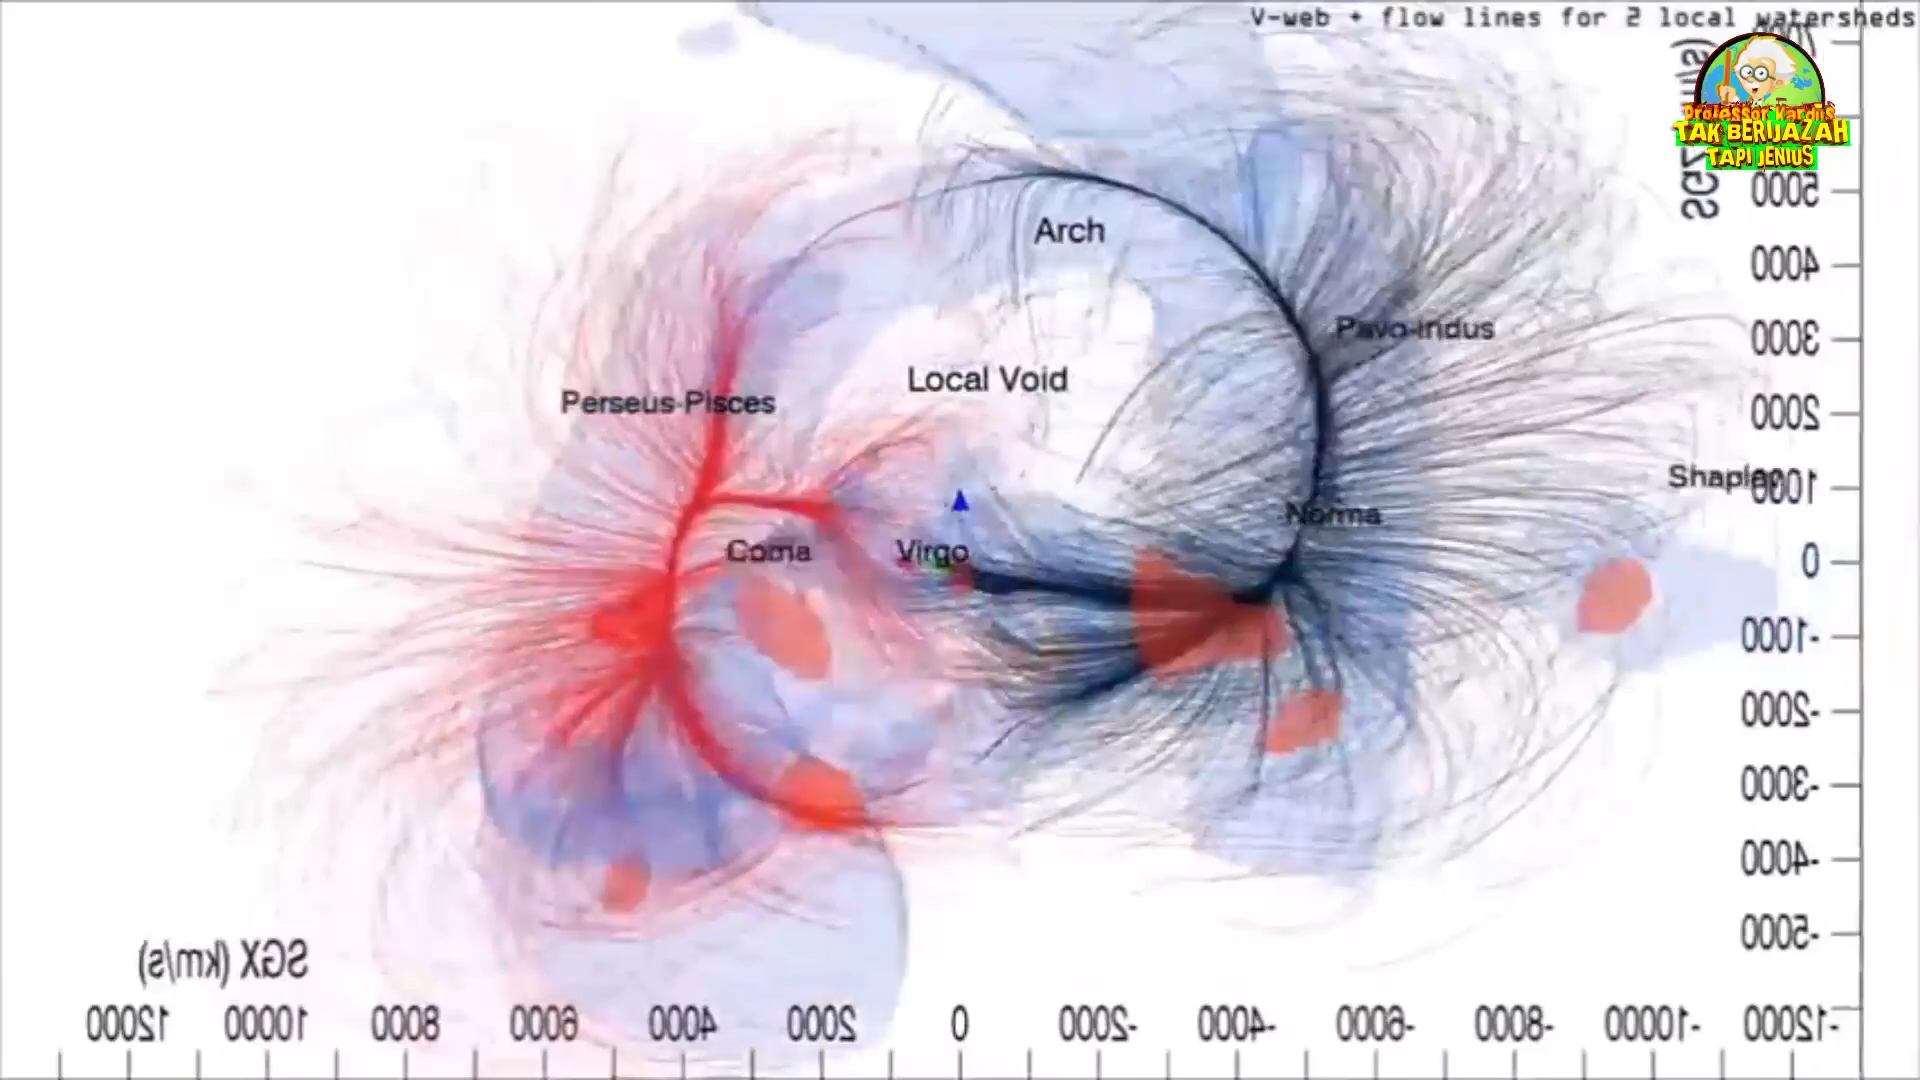 V-web + flow lines for 2 local watersheds
Professor Kardis
TAK BERIJAZAH
TAPI JENIUS
5000
4000
3000
2000
1000
0
-1000
-2000
-3000
-4000
-5000
Arch
Pavo-Indus
Local Void
Perseus-Pisces
Norma
Coma
Virgo
SGX (km/s)
12000 10000 8000 6000 4000 2000 0 -2000 -4000 -6000 -8000 -10000 -12000